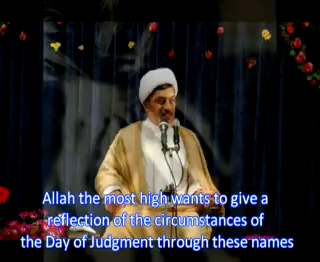 Allah the most high wants to give a
reflection of the circumstances of
the Day of Judgment through these names